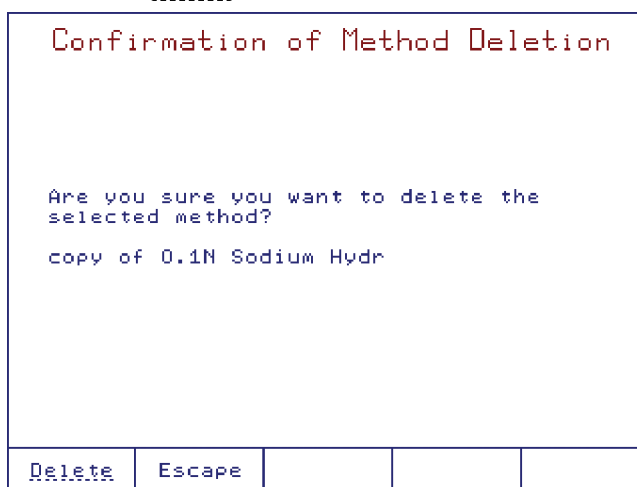 Confirmation of Method Deletion
Are you sure you want to delete the
selected method?
copy of 0.1N Sodium Hydr
Delete Escape